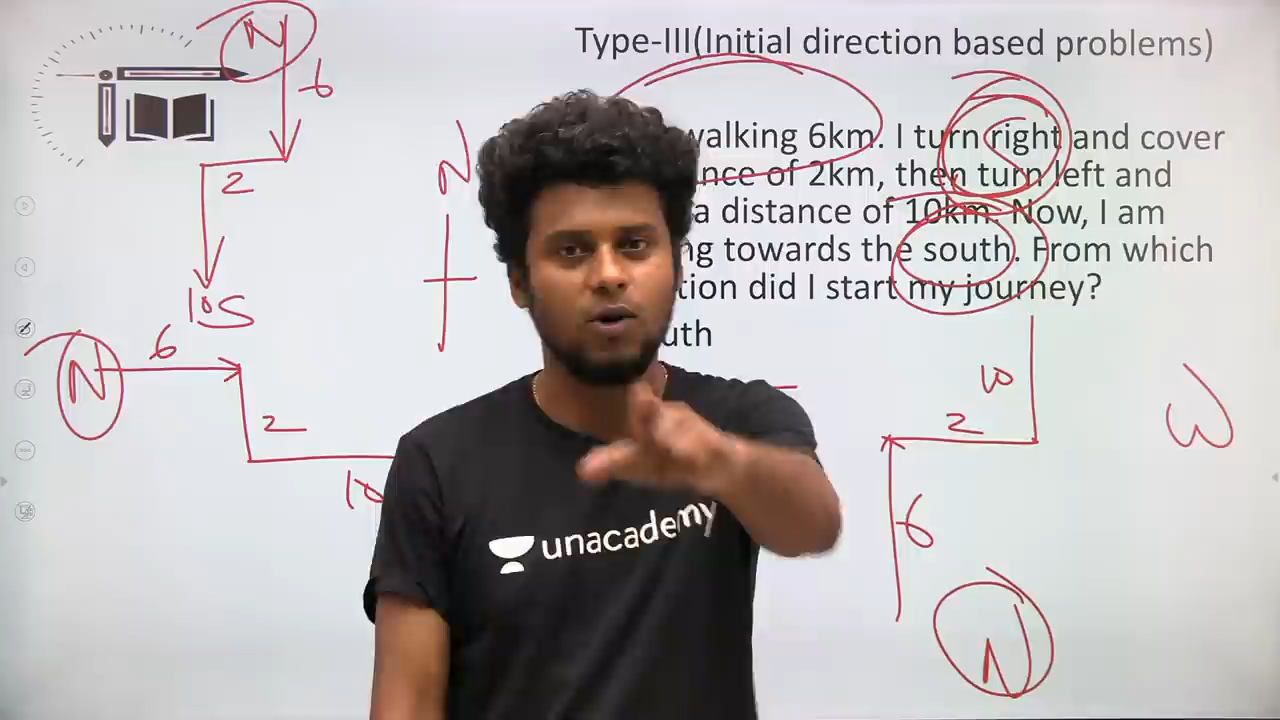 Type-III(Initial direction based problems)
walking 6km. I turn right and cover
nce of 2km, then turn left and
a distance of 10km. Now, I am
ng towards the south. From which
tion did I start my journey?
uth
N
6
2
10S
N
N
6
2
10
10
2
6
W
N
unacademy